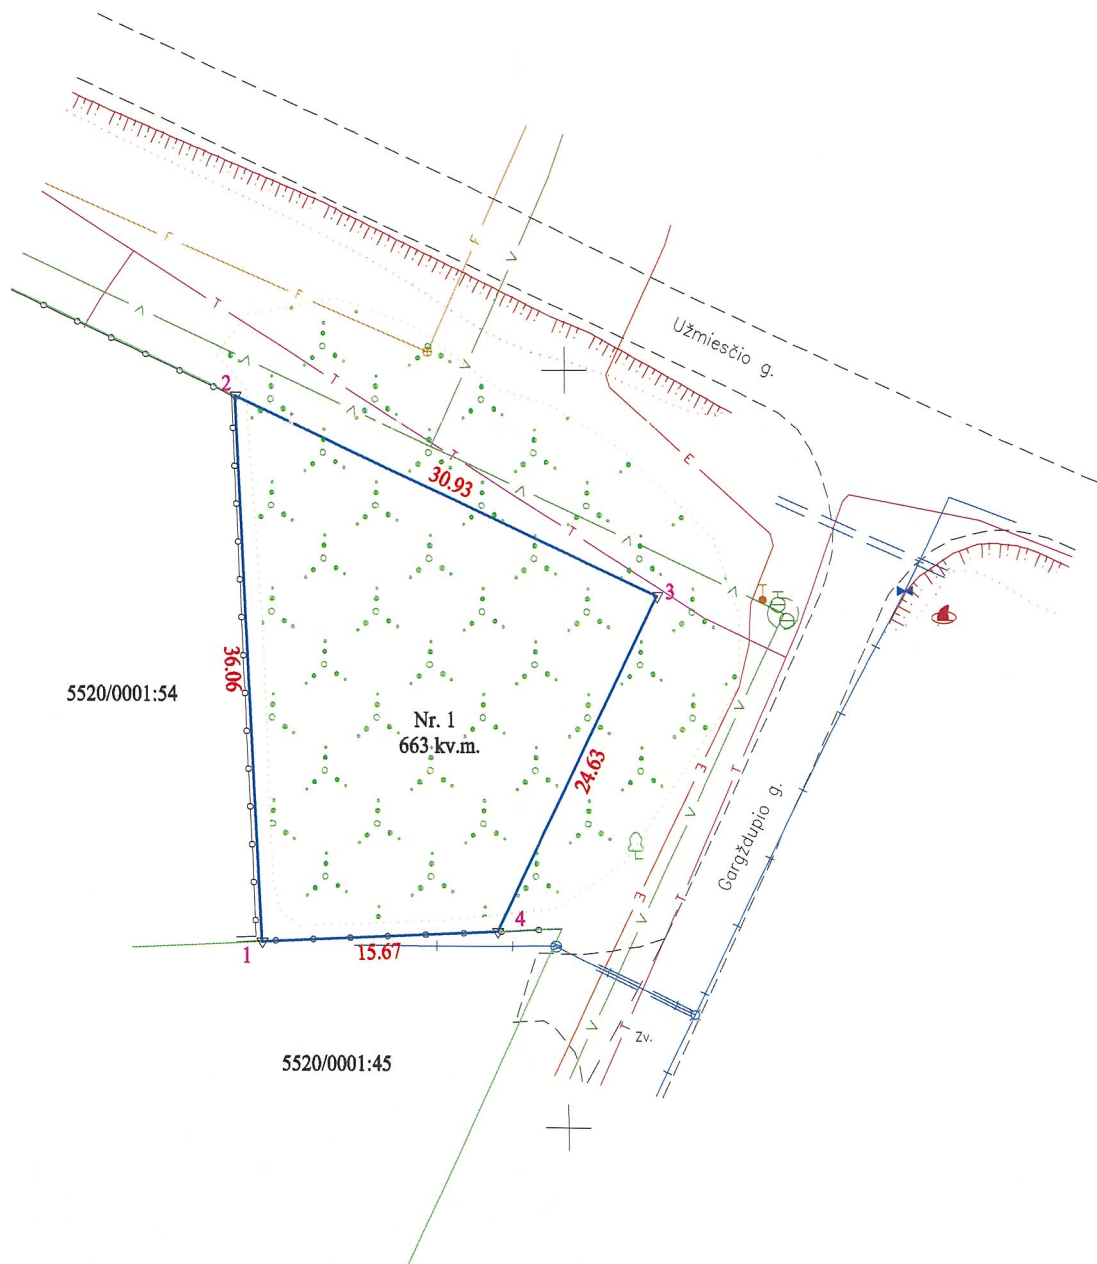 F
F
F
V
T
T
T
T
V
V
V
V
V
Užmiesčio g.
E
2
30.93
3
T
36.06
5520/0001:54
Nr. 1
663 kv.m.
24.63
V
E
T
V
Gargždupio g.
E
T
V
4
1
15.67
V
T
Zv.
5520/0001:45